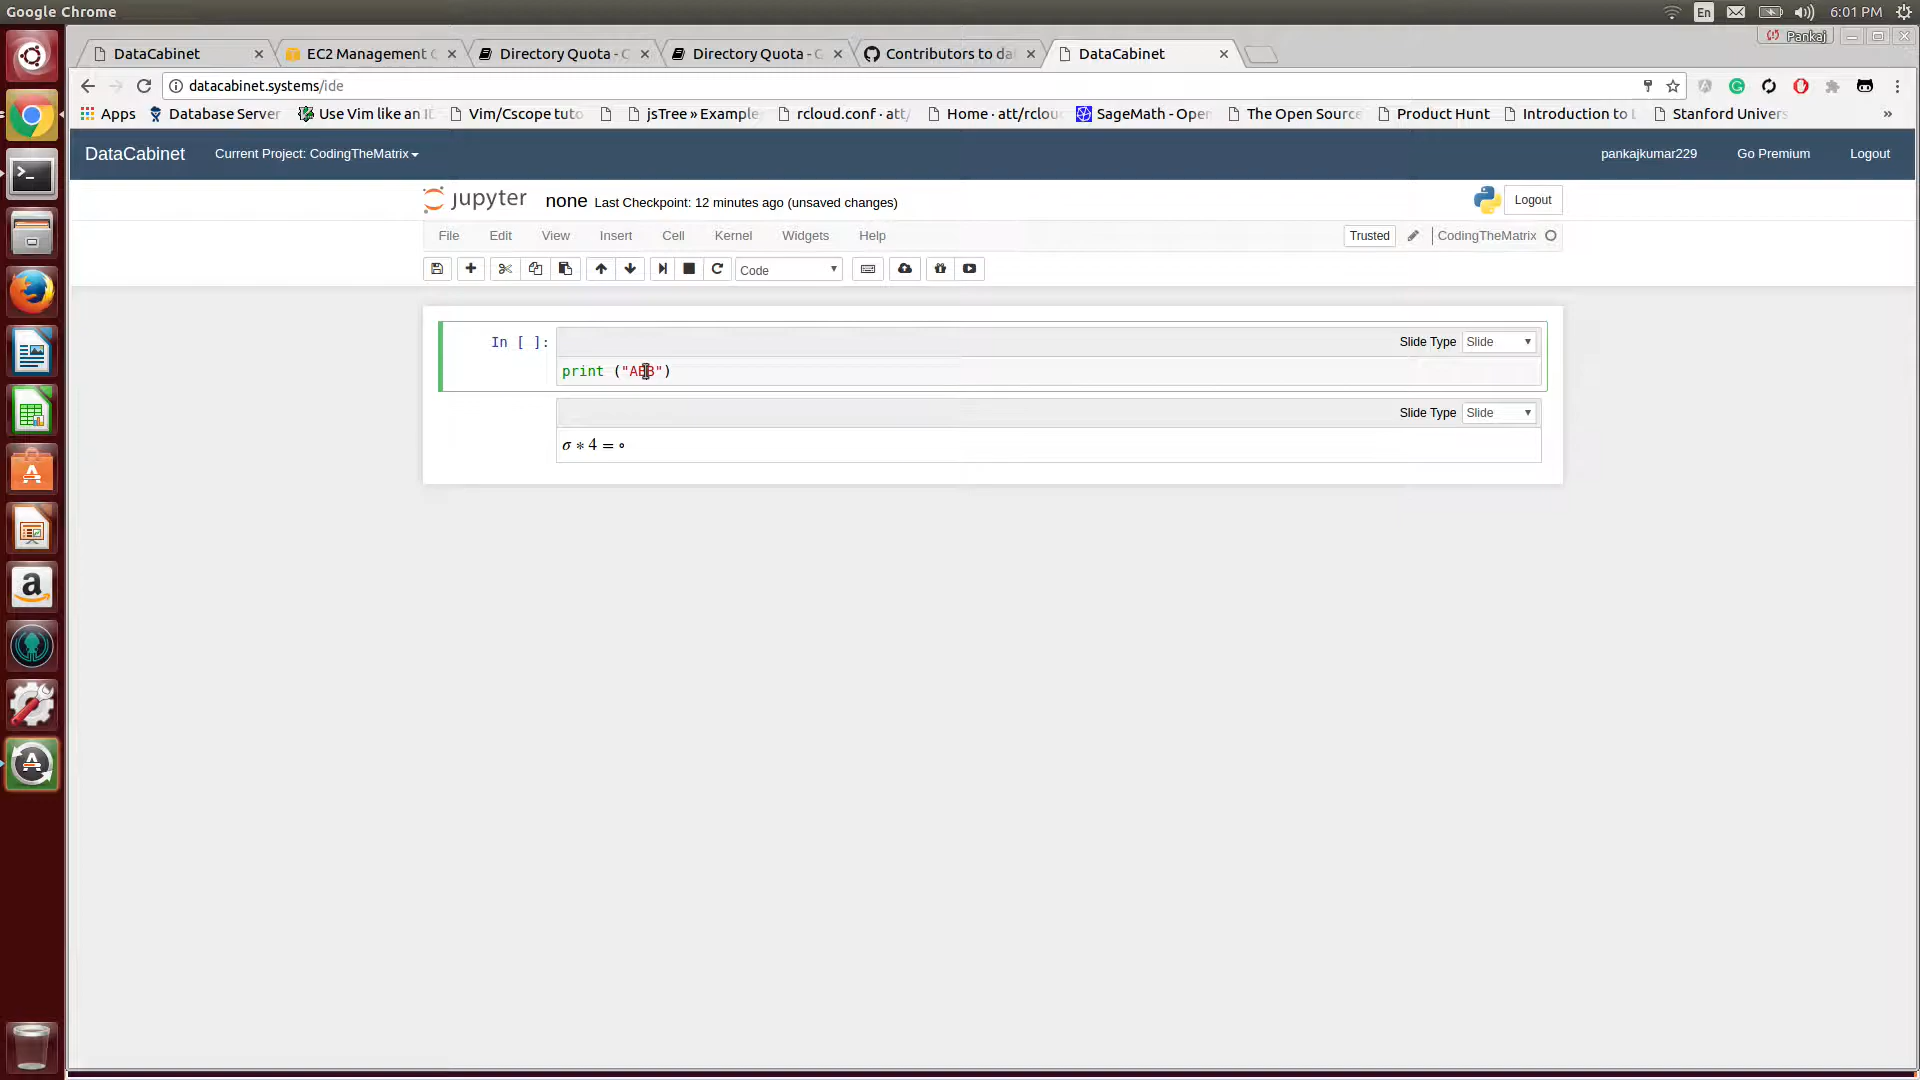 Google Chrome
En
6:01 PM
DataCabinet
EC2 Management C
Directory Quota - C
Directory Quota - G
Contributors to da
DataCabinet
Pankaj
datacabinet.systems/ide
Apps
Database Server
Use Vim like an I
Vim/Cscope tuto
jsTree » Example
rcloud.conf · att/
Home · att/rclou
SageMath - Open
The Open Source
Product Hunt
Introduction to L
Stanford Univers
»
DataCabinet
Current Project: CodingTheMatrix
pankajkumar229
Go Premium
Logout
jupyter
none Last Checkpoint: 12 minutes ago (unsaved changes)
Logout
File
Edit
View
Insert
Cell
Kernel
Widgets
Help
Trusted
CodingTheMatrix
Code
In [ ]:
Slide Type
Slide
print ("ABB")
Slide Type
Slide
σ ∗ 4 = ∘